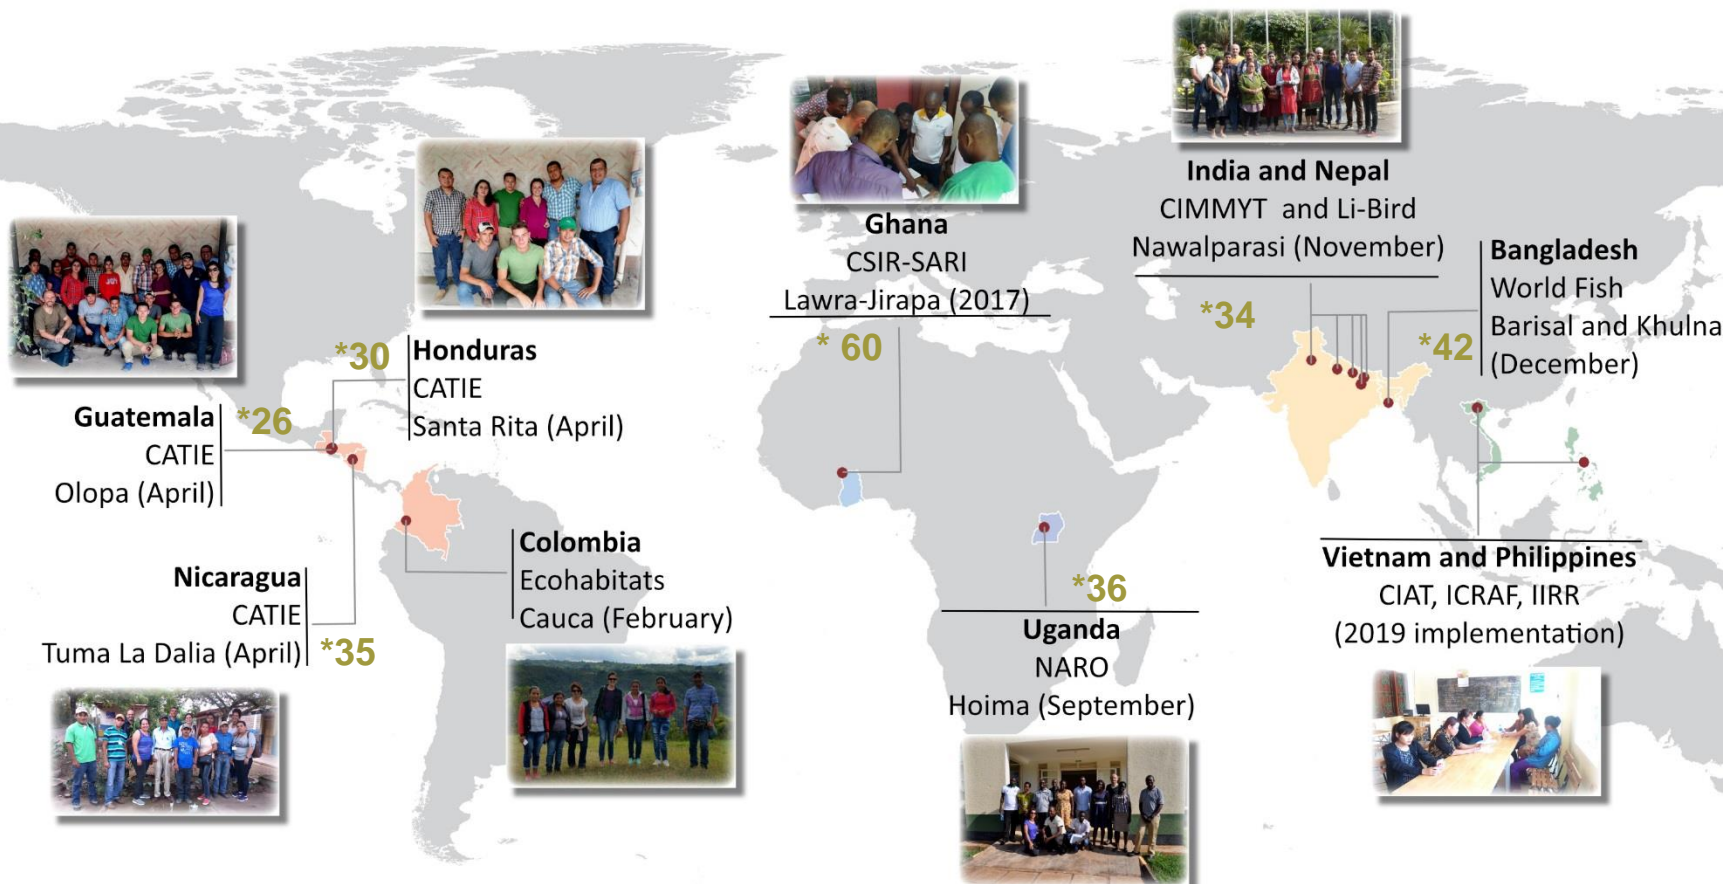 India and Nepal
CIMMYT and Li-Bird
Nawalparasi (November)
*34
Ghana
CSIR-SARI
Lawra-Jirapa (2017)
* 60
Bangladesh
World Fish
Barisal and Khulna
(December)
*42
*30
Honduras
CATIE
Santa Rita (April)
Guatemala
CATIE
Olopa (April)
*26
Nicaragua
CATIE
Tuma La Dalia (April)
*35
Colombia
Ecohabitats
Cauca (February)
*36
Uganda
NARO
Hoima (September)
Vietnam and Philippines
CIAT, ICRAF, IIRR
(2019 implementation)